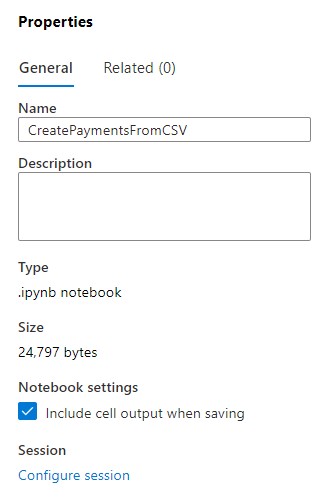 Properties
General Related (0)
Name
CreatePaymentsFromCSV
Description
Type
.ipynb notebook
Size
24,797 bytes
Notebook settings
Include cell output when saving
Session
Configure session